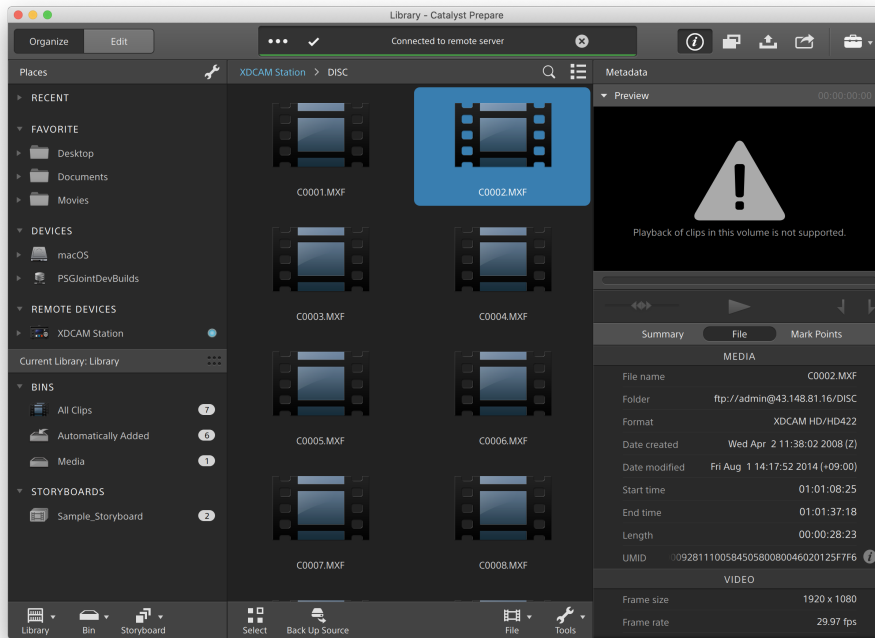 Library - Catalyst Prepare
Organize
Edit
Connected to remote server
Places
XDCAM Station > DISC
Metadata
RECENT
FAVORITE
Desktop
Documents
Movies
DEVICES
macOS
PSGJointDevBuilds
REMOTE DEVICES
XDCAM Station
Current Library: Library
BINS
All Clips 7
Automatically Added 6
Media 1
STORYBOARDS
Sample_Storyboard 2
Library
Bin
Storyboard
C0001.MXF
C0002.MXF
C0003.MXF
C0004.MXF
C0005.MXF
C0006.MXF
C0007.MXF
C0008.MXF
Select
Back Up Source
File
Tools
Preview 00:00:00:00
Playback of clips in this volume is not supported.
Summary
File
Mark Points
MEDIA
File name C0002.MXF
Folder ftp://admin@43.148.81.16/DISC
Format XDCAM HD/HD422
Date created Wed Apr 2 11:38:02 2008 (Z)
Date modified Fri Aug 1 14:17:52 2014 (+09:00)
Start time 01:01:08:25
End time 01:01:37:18
Length 00:00:28:23
UMID 009281110058450580080046020125F7F6
VIDEO
Frame size 1920 x 1080
Frame rate 29.97 fps